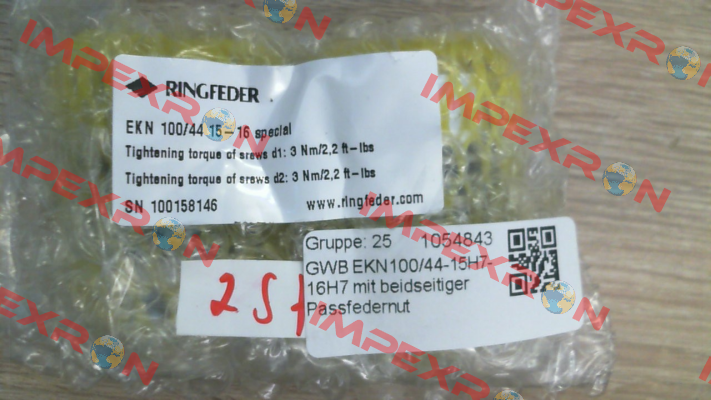 RINGFEDER
EKN 100/44 15-16 special
Tightening torque of srews d1: 3 Nm/2,2 ft-lbs
Tightening torque of srews d2: 3 Nm/2,2 ft-lbs
SN 100158146 www.ringfeder.com
Gruppe: 25 1054843
GWB EKN100/44-15H7-
16H7 mit beidseitiger
Passfedernut
IMPEXRON
IMPEXRON
IMPEXRON
IMPEXRON
IMPEXRON